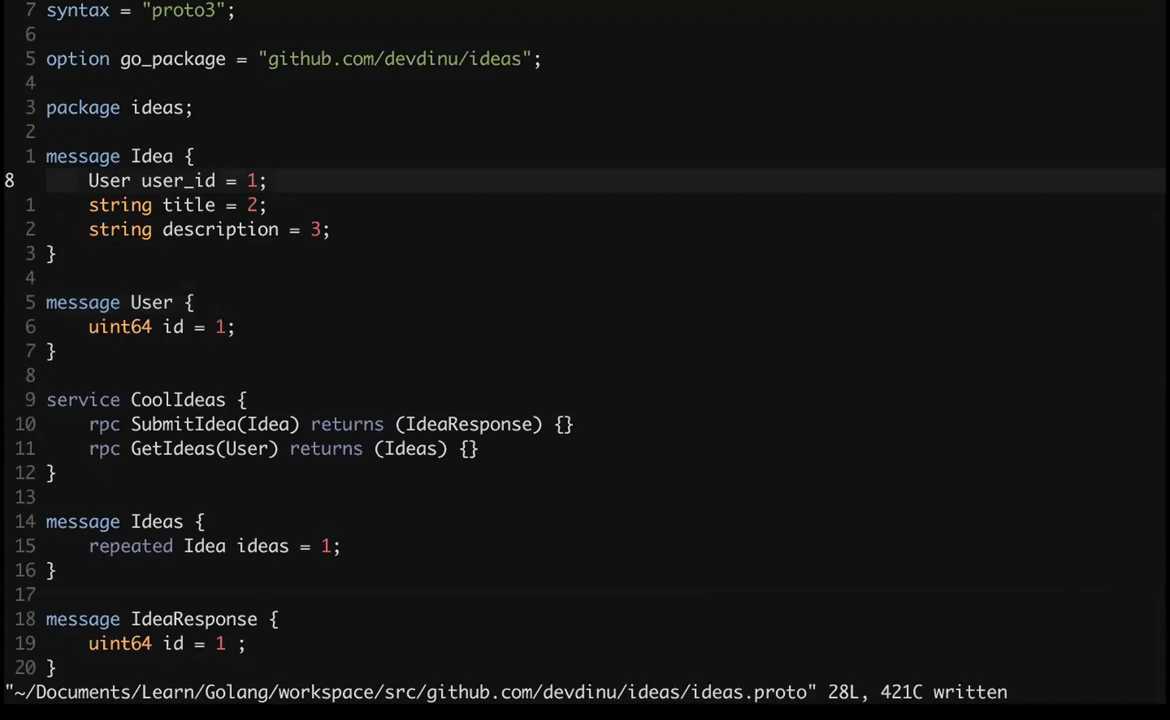 7 syntax = "proto3";
6
5 option go_package = "github.com/devdinu/ideas";
4
3 package ideas;
2
1 message Idea {
8 User user_id = 1;
1 string title = 2;
2 string description = 3;
3 }
4
5 message User {
6 uint64 id = 1;
7 }
8
9 service CoolIdeas {
10 rpc SubmitIdea(Idea) returns (IdeaResponse) {}
11 rpc GetIdeas(User) returns (Ideas) {}
12 }
13
14 message Ideas {
15 repeated Idea ideas = 1;
16 }
17
18 message IdeaResponse {
19 uint64 id = 1 ;
20 }
"~/Documents/Learn/Golang/workspace/src/github.com/devdinu/ideas/ideas.proto" 28L, 421C written